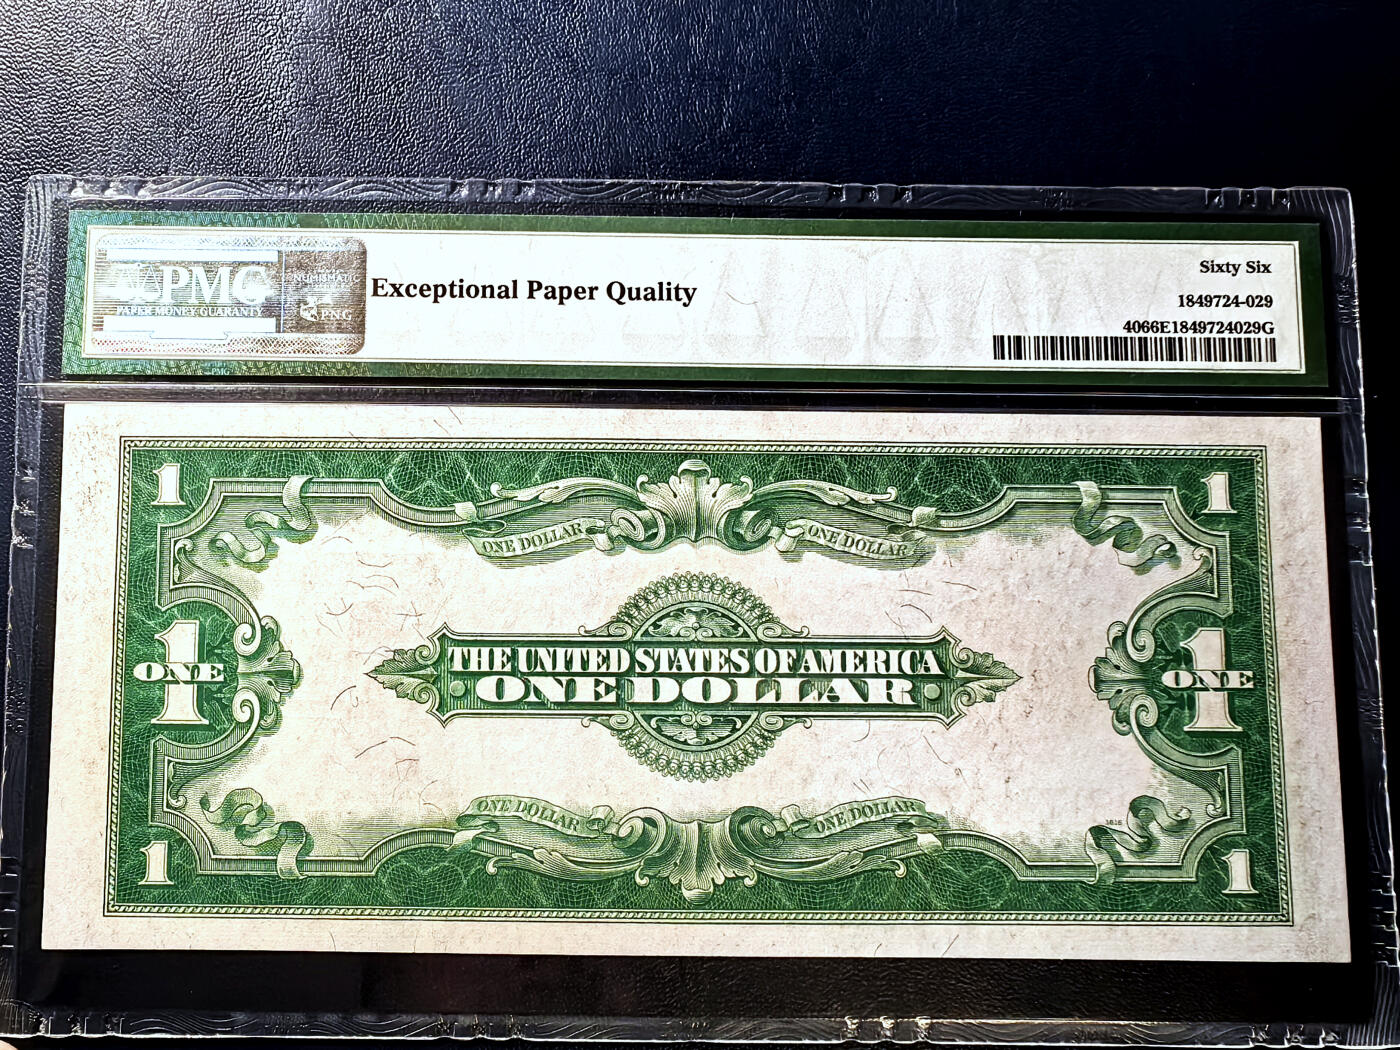 PMG
PAPER MONEY GUARANTY
NUMISMATIC
P.N.G
PMG
Exceptional Paper Quality
Sixty Six
1849724-029
4066E1849724029G
1
1
ONE DOLLAR
ONE DOLLAR
1
ONE
THE UNITED STATES OF AMERICA
ONE DOLLAR
1
ONE
ONE DOLLAR
ONE DOLLAR
1
1